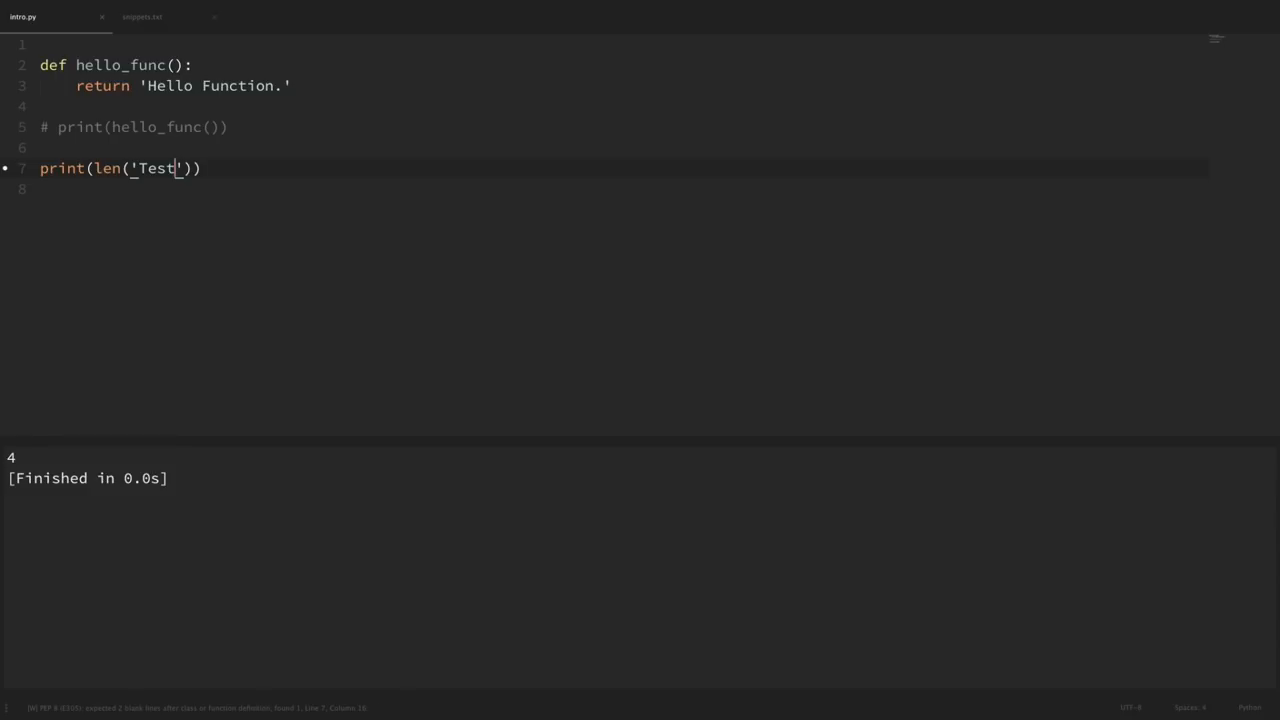 intro.py × snippets.txt ×
1
2 def hello_func():
3 return 'Hello Function.'
4
5 # print(hello_func())
6
7 print(len('Test'))
8
4
[Finished in 0.0s]
[W] PEP 8 (E305): expected 2 blank lines after class or function definition, found 1, Line 7, Column 16 UTF-8 Spaces: 4 Python